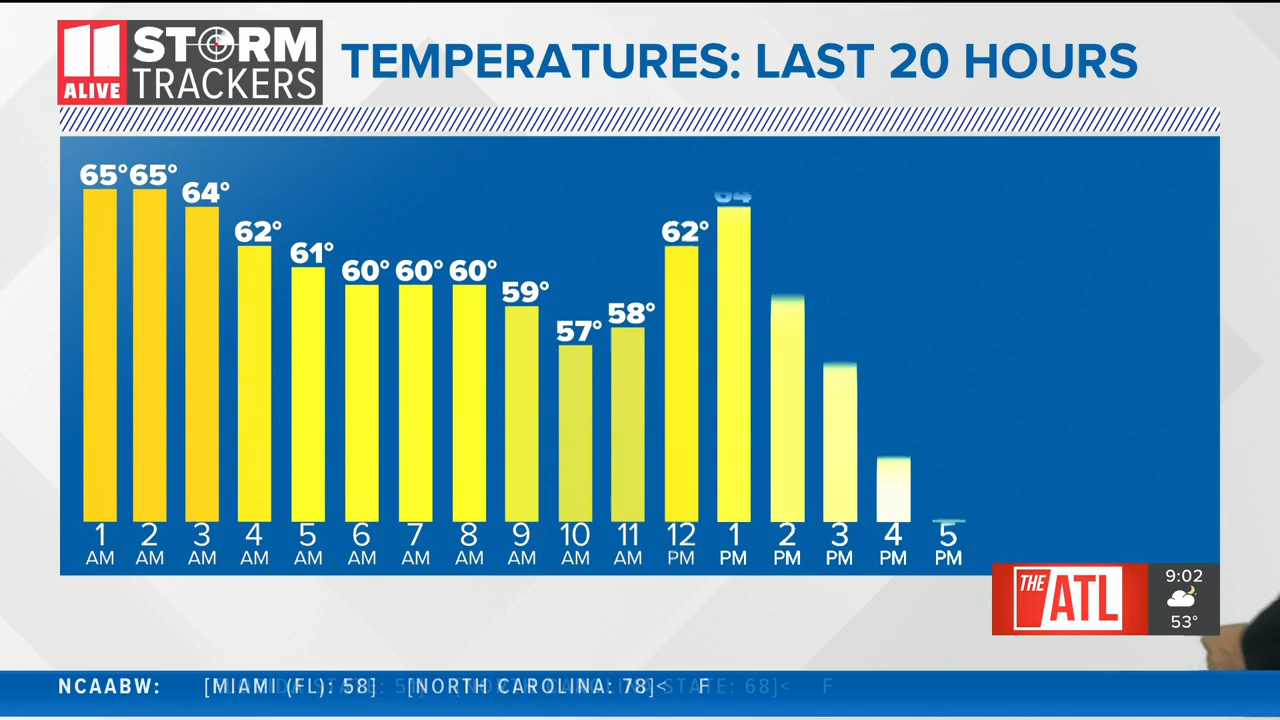 11 ALIVE
STORM
TRACKERS
TEMPERATURES: LAST 20 HOURS
65° 65° 64° 62° 61° 60° 60° 60° 59° 57° 58° 62° 64
1 AM 2 AM 3 AM 4 AM 5 AM 6 AM 7 AM 8 AM 9 AM 10 AM 11 AM 12 PM 1 PM 2 PM 3 PM 4 PM 5 PM
THE ATL
9:02
53°
NCAABW: [MIAMI (FL): 58] [NORTH CAROLINA: 78]< F